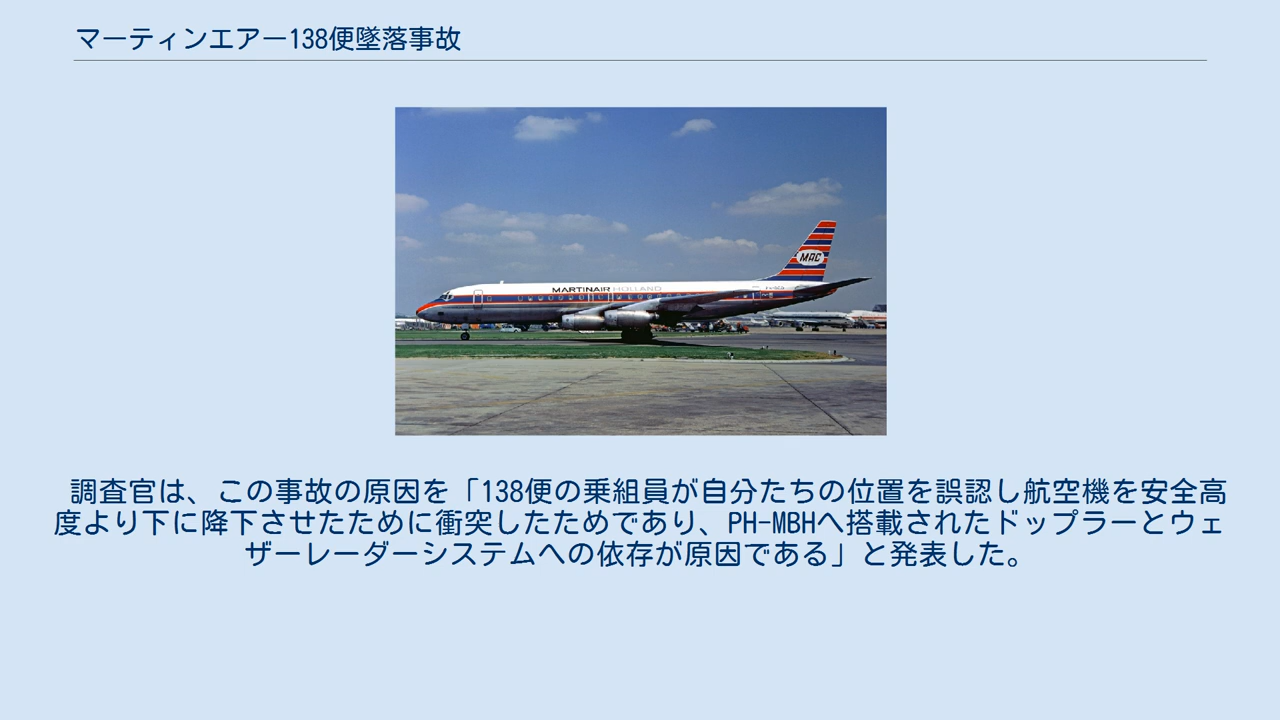 マーティンエアー138便墜落事故
MAC
MARTINAIR HOLLAND
調査官は、この事故の原因を「138便の乗組員が自分たちの位置を誤認し航空機を安全高
度より下に降下させたために衝突したためであり、PH-MBHへ搭載されたドップラーとウェ
ザーレーダーシステムへの依存が原因である」と発表した。